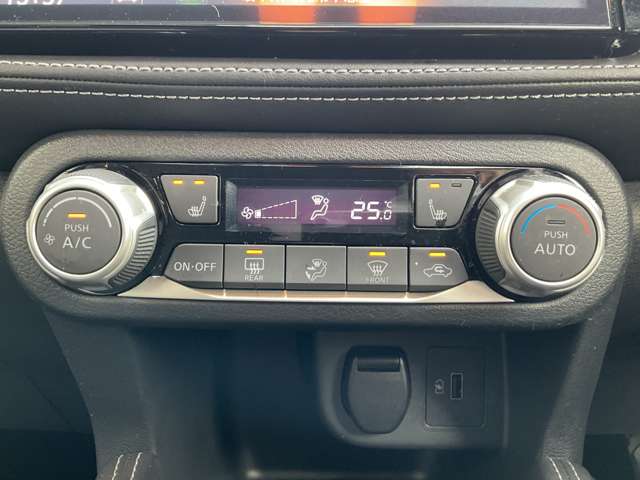 25.0 °C
PUSH
A/C
PUSH
AUTO
ON·OFF
REAR
FRONT